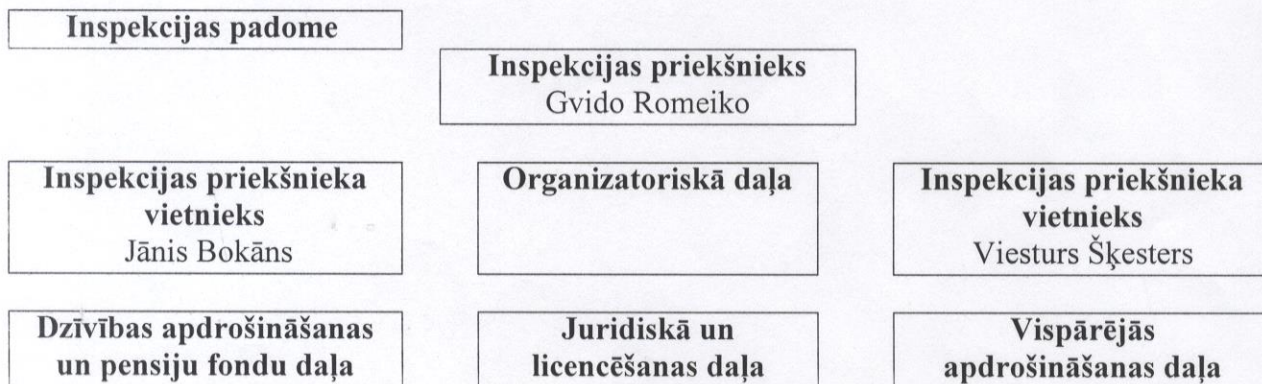 Inspekcijas padome
Inspekcijas priekšnieks
Gvido Romeiko
Inspekcijas priekšnieka
vietnieks
Jānis Bokāns
Organizatoriskā daļa
Inspekcijas priekšnieka
vietnieks
Viesturs Šķesters
Dzīvības apdrošināšanas
un pensiju fondu daļa
Juridiskā un
licencēšanas daļa
Vispārējās
apdrošināšanas daļa